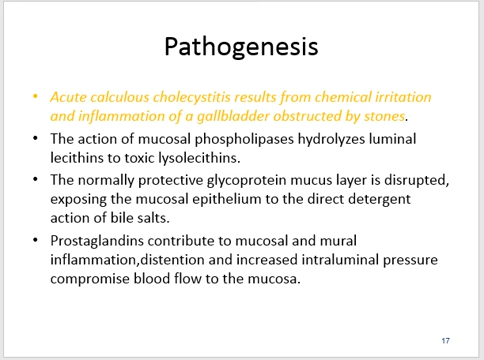 Pathogenesis
• Acute calculous cholecystitis results from chemical irritation
and inflammation of a gallbladder obstructed by stones.
• The action of mucosal phospholipases hydrolyzes luminal
lecithins to toxic lysolecithins.
• The normally protective glycoprotein mucus layer is disrupted,
exposing the mucosal epithelium to the direct detergent
action of bile salts.
• Prostaglandins contribute to mucosal and mural
inflammation,distention and increased intraluminal pressure
compromise blood flow to the mucosa.
17